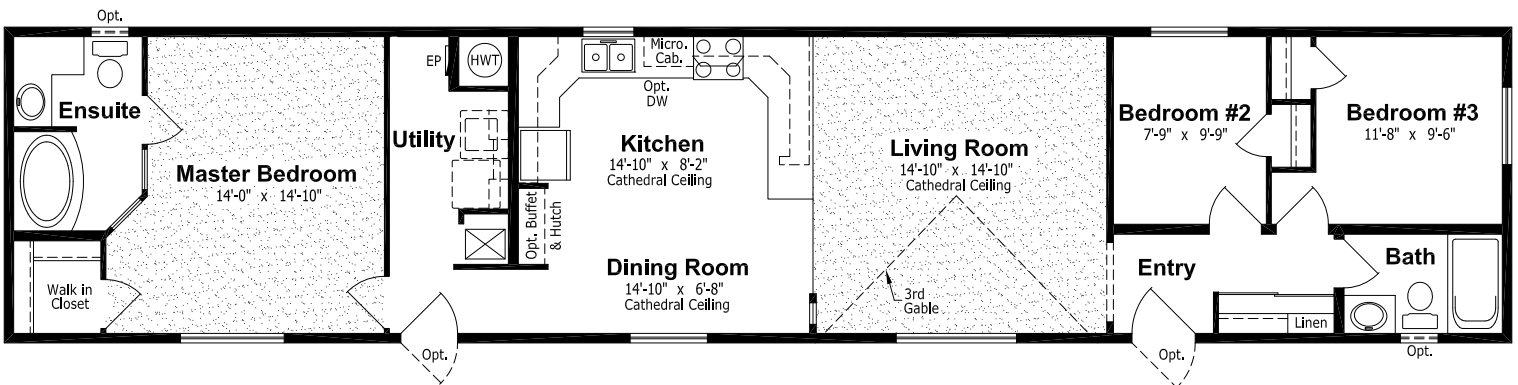 Opt.
Ensuite
Master Bedroom
14'-0" x 14'-10"
Walk in
Closet
EP
HWT
Utility
Opt.
Micro.
Cab.
Opt.
DW
Kitchen
14'-10" x 8'-2"
Cathedral Ceiling
Opt. Buffet
& Hutch
Dining Room
14'-10" x 6'-8"
Cathedral Ceiling
Living Room
14'-10" x 14'-10"
Cathedral Ceiling
3rd
Gable
Bedroom #2
7'-9" x 9'-9"
Bedroom #3
11'-8" x 9'-6"
Entry
Opt.
Linen
Bath
Opt.